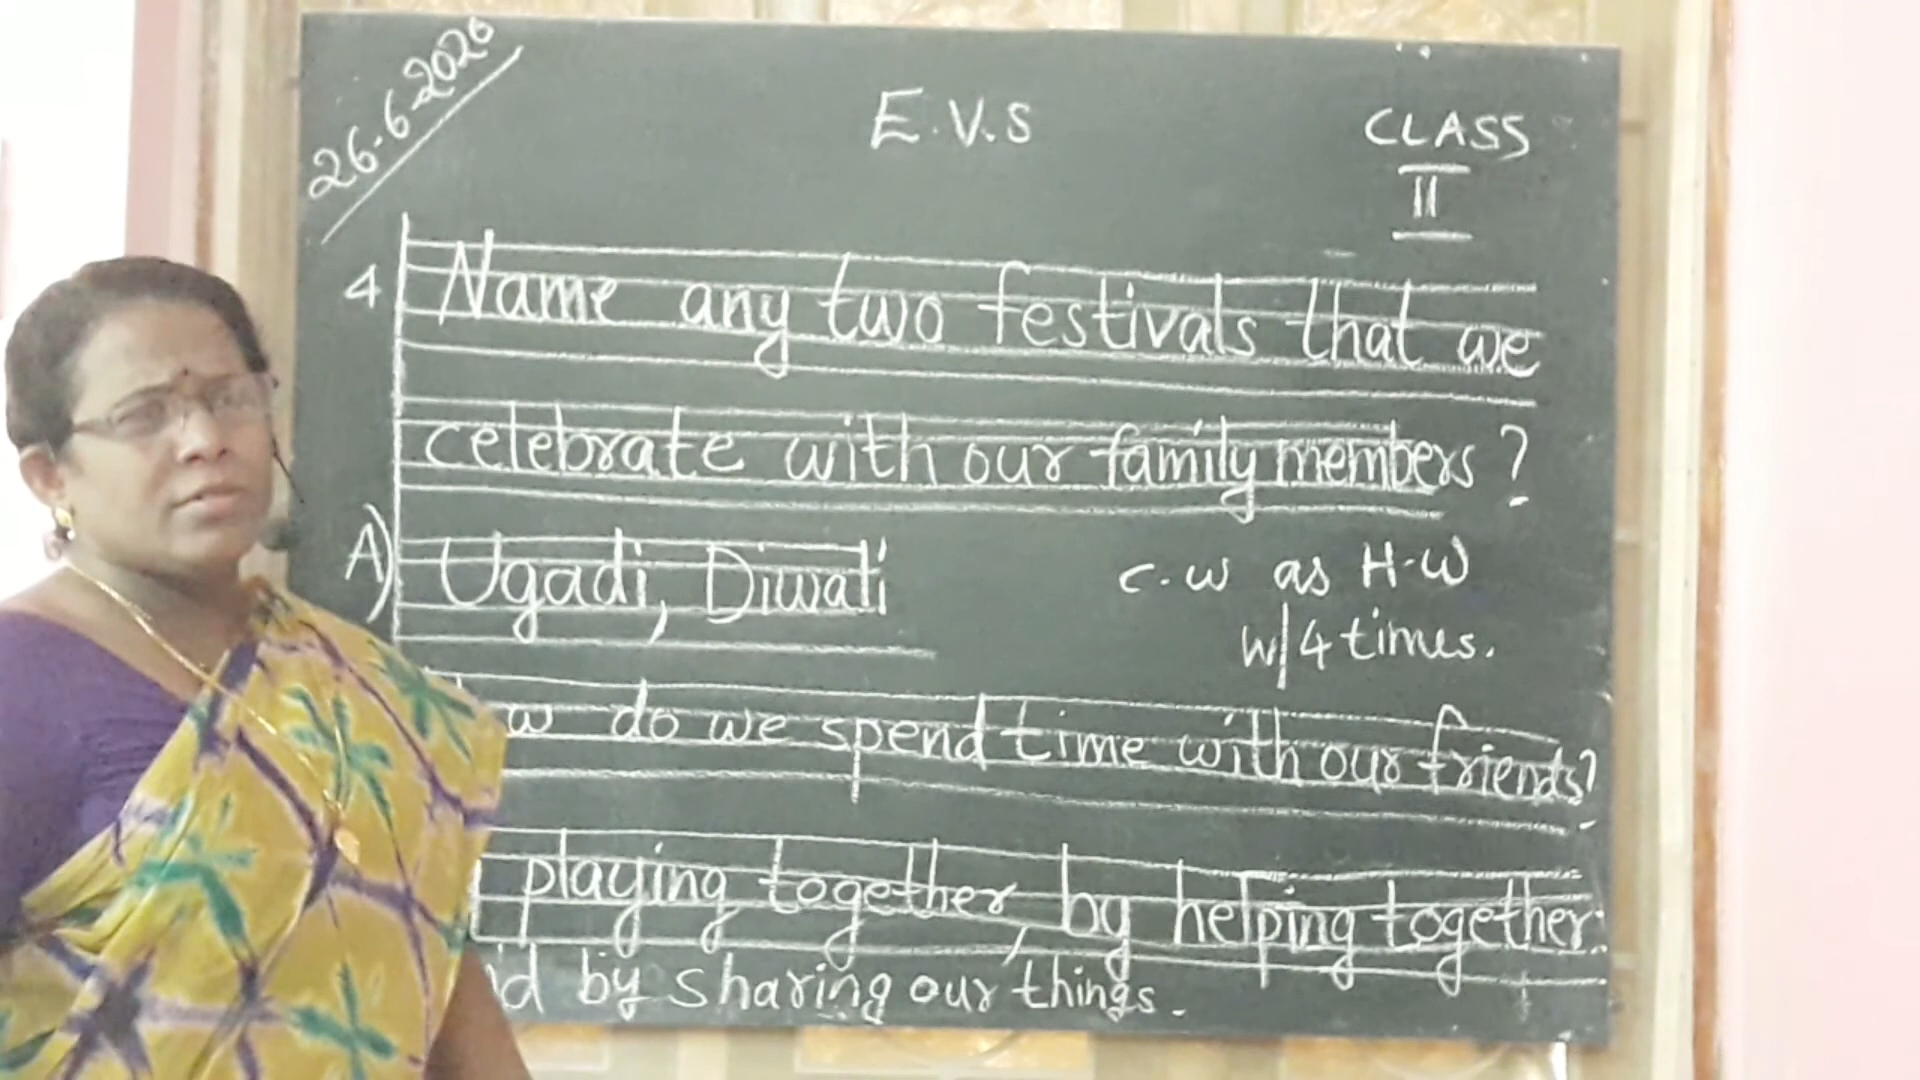 26-6-2020
E.V.S
CLASS
II
4 Name any two festivals that we
celebrate with our family members?
A) Ugadi, Diwali
C.W as H.W
W/4 times.
do we spend time with our friends?
playing together, by helping together
by sharing our things.